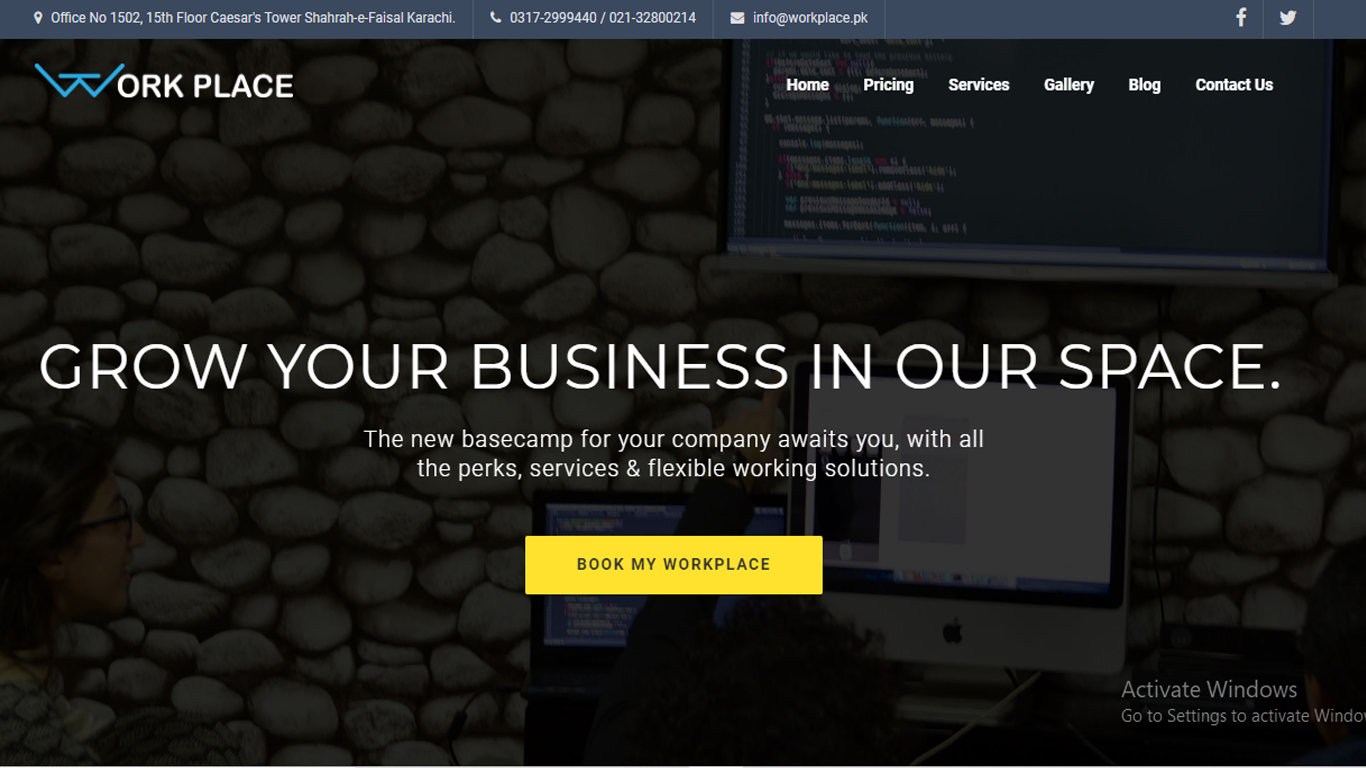 Office No 1502, 15th Floor Caesar's Tower Shahrah-e-Faisal Karachi.
0317-2999440 / 021-32800214
info@workplace.pk
WORK PLACE
Home
Pricing
Services
Gallery
Blog
Contact Us
GROW YOUR BUSINESS IN OUR SPACE.
The new basecamp for your company awaits you, with all
the perks, services & flexible working solutions.
BOOK MY WORKPLACE
Activate Windows
Go to Settings to activate Windo